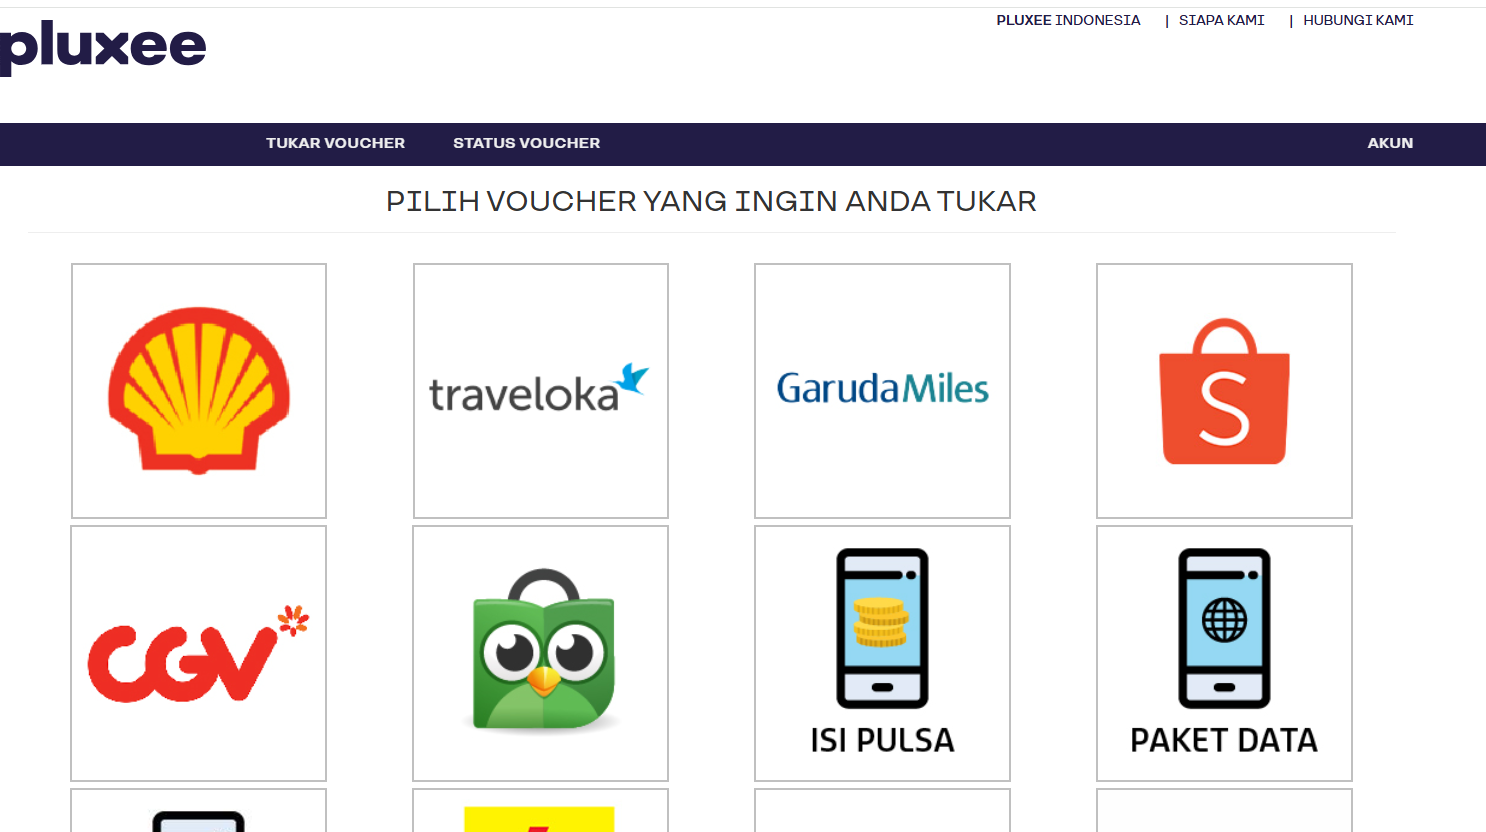 pluxee
PLUXEE INDONESIA | SIAPA KAMI | HUBUNGI KAMI
TUKAR VOUCHER STATUS VOUCHER AKUN
PILIH VOUCHER YANG INGIN ANDA TUKAR
traveloka
GarudaMiles
S
CGV
ISI PULSA
PAKET DATA